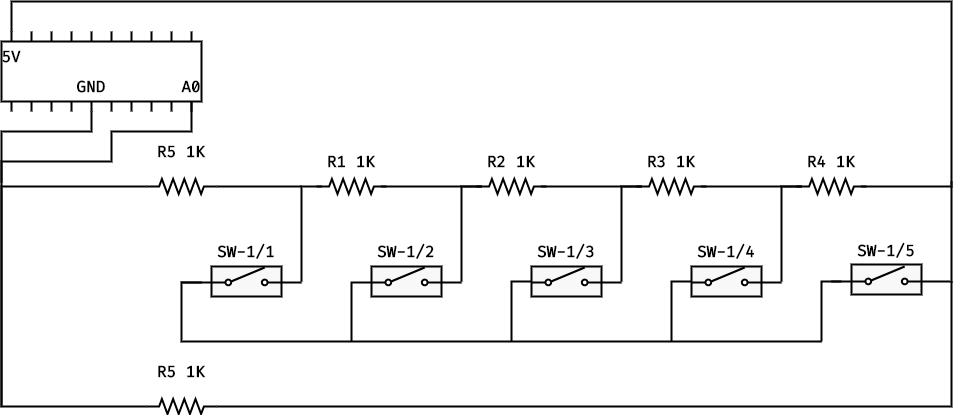 5V
GND A0
R5 1K
R1 1K R2 1K R3 1K R4 1K
SW-1/1 SW-1/2 SW-1/3 SW-1/4 SW-1/5
R5 1K